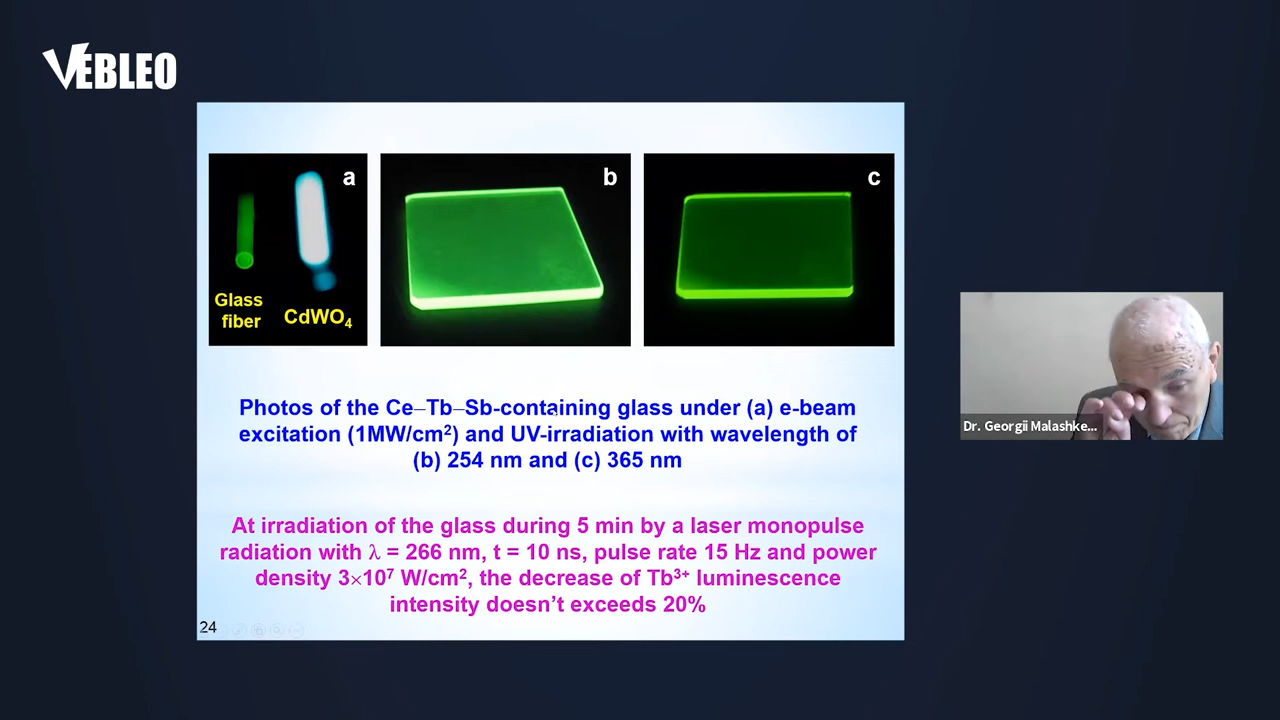 VEBLEO
a
b
c
Glass
fiber
CdWO₄
Photos of the Ce–Tb–Sb-containing glass under (a) e-beam
excitation (1MW/cm²) and UV-irradiation with wavelength of
(b) 254 nm and (c) 365 nm
At irradiation of the glass during 5 min by a laser monopulse
radiation with λ = 266 nm, t = 10 ns, pulse rate 15 Hz and power
density 3×10⁷ W/cm², the decrease of Tb³⁺ luminescence
intensity doesn’t exceeds 20%
24
Dr. Georgii Malashke...